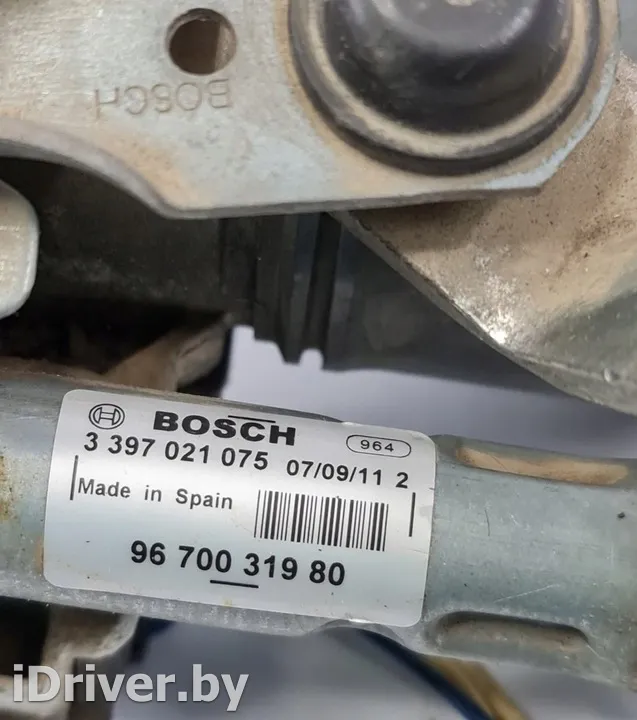 BOSCH
BOSCH
964
3 397 021 075 07/09/11 2
Made in Spain
96 700 319 80
iDriver.by